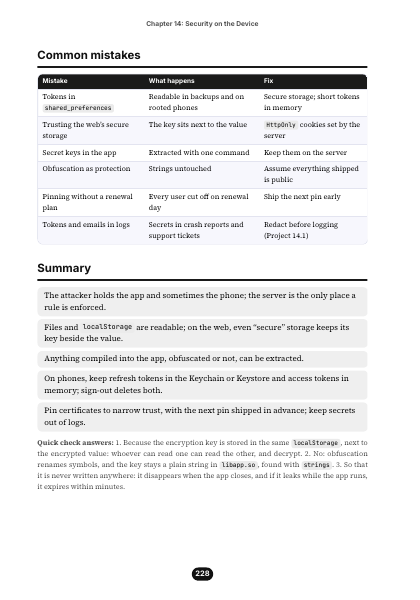 Chapter 14: Security on the Device
Common mistakes
Mistake What happens Fix
Tokens in Readable in backups and on Secure storage; short tokens
shared_preferences rooted phones in memory
Trusting the web's secure The key sits next to the value HttpOnly cookies set by the
storage server
Secret keys in the app Extracted with one command Keep them on the server
Obfuscation as protection Strings untouched Assume everything shipped
is public
Pinning without a renewal Every user cut off on renewal Ship the next pin early
plan day
Tokens and emails in logs Secrets in crash reports and Redact before logging
support tickets (Project 14.1)
Summary
The attacker holds the app and sometimes the phone; the server is the only place a
rule is enforced.
Files and localStorage are readable; on the web, even “secure” storage keeps its
key beside the value.
Anything compiled into the app, obfuscated or not, can be extracted.
On phones, keep refresh tokens in the Keychain or Keystore and access tokens in
memory; sign-out deletes both.
Pin certificates to narrow trust, with the next pin shipped in advance; keep secrets
out of logs.
Quick check answers: 1. Because the encryption key is stored in the same localStorage, next to
the encrypted value: whoever can read one can read the other, and decrypt. 2. No: obfuscation
renames symbols, and the key stays a plain string in libapp.so, found with strings. 3. So that
it is never written anywhere: it disappears when the app closes, and if it leaks while the app runs,
it expires within minutes.
228